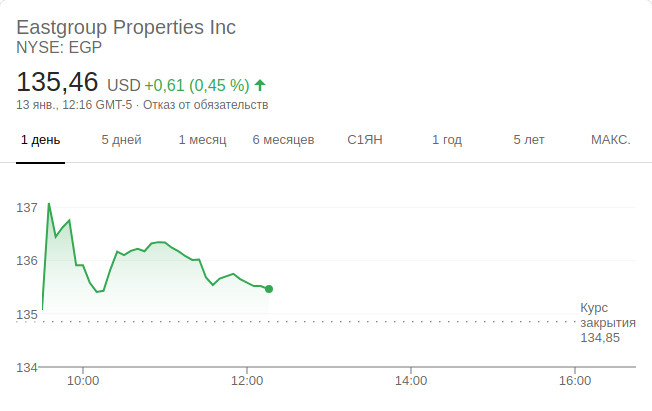 Eastgroup Properties Inc
NYSE: EGP
135,46 USD +0,61 (0,45 %)
13 янв., 12:16 GMT-5 · Отказ от обязательств
1 день 5 дней 1 месяц 6 месяцев С1ЯН 1 год 5 лет МАКС.
137
136
135
134
Курс
закрытия
134,85
10:00 12:00 14:00 16:00